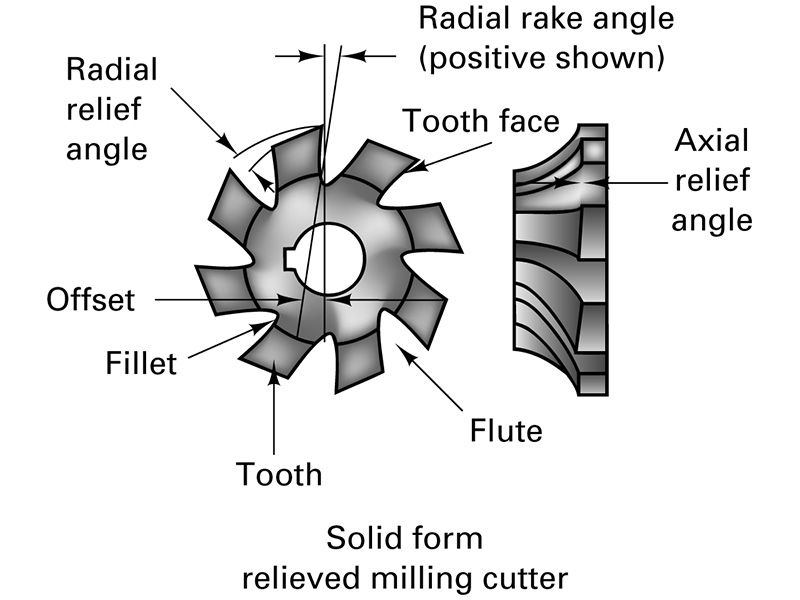 Radial rake angle
(positive shown)
Radial
relief
angle
Tooth face
Axial
relief
angle
Offset
Fillet
Flute
Tooth
Solid form
relieved milling cutter